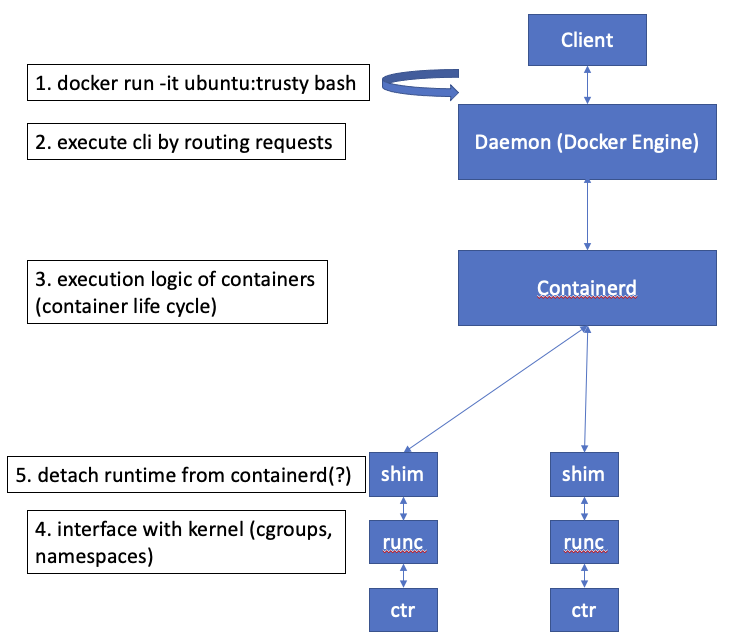 Client
1. docker run -it ubuntu:trusty bash
2. execute cli by routing requests
Daemon (Docker Engine)
3. execution logic of containers
(container life cycle)
Containerd
5. detach runtime from containerd(?)
shim
shim
4. interface with kernel (cgroups,
namespaces)
runc
runc
ctr
ctr